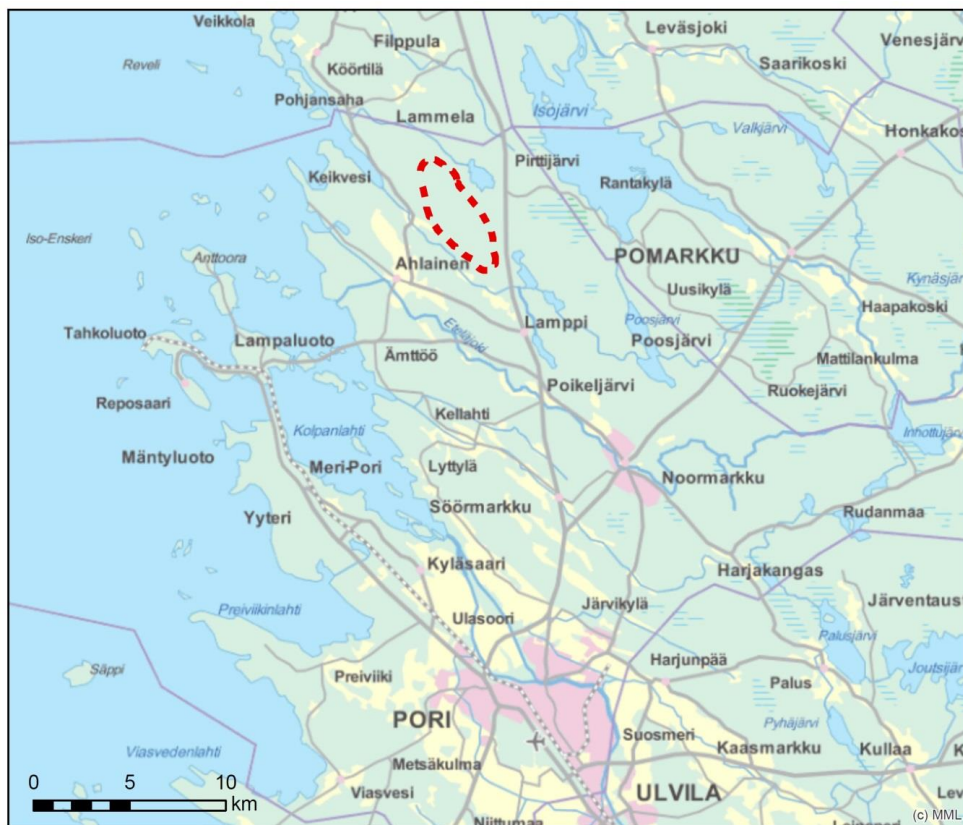 Veikkola
Filppula
Leväsjoki
Venesjärv
Reveli
Köörtilä
Saarikoski
Pohjansaha
Lammela
Isojärvi
Valkjärvi
Honkakos
Keikvesi
Pirttijärvi
Rantakylä
Iso-Enskeri
Anttoora
Ahlainen
POMARKKU
Kynäsjär
Uusikylä
Haapakoski
Tahkoluoto
Lampaluoto
Eteläjoki
Lamppi
Poosjärvi
Poosjärvi
Ämttöö
Mattilankulma
Reposaari
Poikeljärvi
Ruokejärvi
Kellahti
Kolpanlahti
Inhottujär
Mäntyluoto
Meri-Pori
Lyttylä
Noormarkku
Söörmarkku
Rudanmaa
Yyteri
Kyläsaari
Harjakangas
Preiviikinlahti
Ulasoori
Järvikylä
Järventaust
Palusjärvi
Säppi
Preiviiki
Harjunpää
Joutsijär
Palus
PORI
Pyhäjärvi
Suosmeri
Kaasmarkku
Kullaa
Viasvedenlahti
Metsäkulma
Viasvesi
ULVILA
Lev
0 5 10
km
Niittumaa
Leineperi
(c) MML